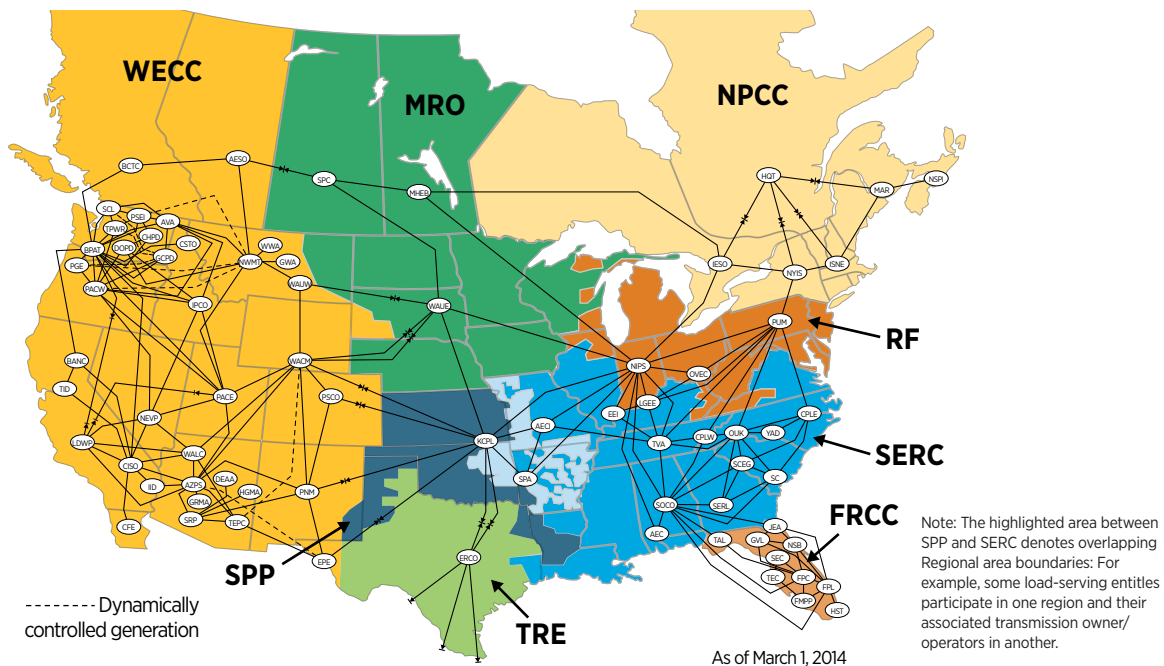 WECC
MRO
NPCC
BCTC
AESO
SPC
MHEB
HQT
MAR
NSB
SCL
PSEI
AVA
TPWR
CHPD
CSTO
BPAT
DOPD
GCPD
PGE
PACW
NWMT
WWA
GWA
WAUW
IPCO
WAUE
IESO
NYIS
ISNE
PJM
RF
BANC
TID
WACM
PSCO
PACE
NEVP
LDWP
CISO
WALC
IID
AZPS
DEAA
GRMA
HGMA
SRP
TEPC
PNM
CFE
EPE
NIPS
OVEC
LGEE
EEI
KCPL
AECI
SPA
TVA
CPLW
OUK
YAD
CPLE
SCEG
SC
SERC
SOCO
SERL
AEC
FRCC
TAL
JEA
GVL
NSB
SEC
TEC
FPC
FPL
FMPP
HST
ERCO
SPP
TRE
Dynamically
controlled generation
Note: The highlighted area between
SPP and SERC denotes overlapping
Regional area boundaries: For
example, some load-serving entitles
participate in one region and their
associated transmission owner/
operators in another.
As of March 1, 2014